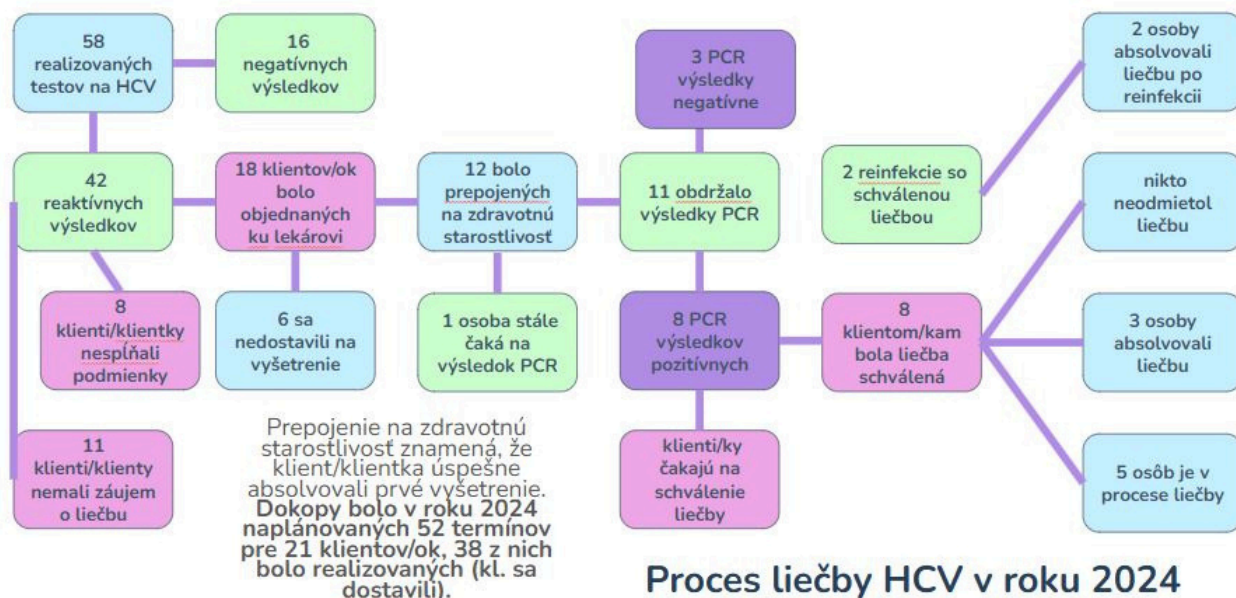 58
realizovaných
testov na HCV
16
negatívnych
výsledkov
3 PCR
výsledky
negatívne
2 osoby
absolvovali
liečbu po
reinfekcii
42
reaktívnych
výsledkov
18 klientov/ok
bolo
objednaných
ku lekárovi
12 bolo
prepojených
na zdravotnú
starostlivosť
11 obdržalo
výsledky PCR
2 reinfekcie so
schválenou
liečbou
nikto
neodmietol
liečbu
8
klienti/klientky
nespĺňali
podmienky
6 sa
nedostavili na
vyšetrenie
1 osoba stále
čaká na
výsledok PCR
8 PCR
výsledkov
pozitívnych
8
klientom/kam
bola liečba
schválená
3 osoby
absolvovali
liečbu
11
klienti/klienty
nemali záujem
o liečbu
Prepojenie na zdravotnú
starostlivosť znamená, že
klient/klientka úspešne
absolvovali prvé vyšetrenie.
Dokopy bolo v roku 2024
naplánovaných 52 termínov
pre 21 klientov/ok, 38 z nich
bolo realizovaných (kl. sa
dostavili).
klienti/ky
čakajú na
schválenie
liečby
5 osôb je v
procese liečby
Proces liečby HCV v roku 2024